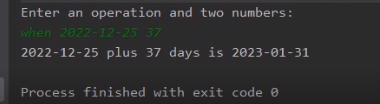 Enter an operation and two numbers:
when 2022-12-25 37
2022-12-25 plus 37 days is 2023-01-31
Process finished with exit code 0